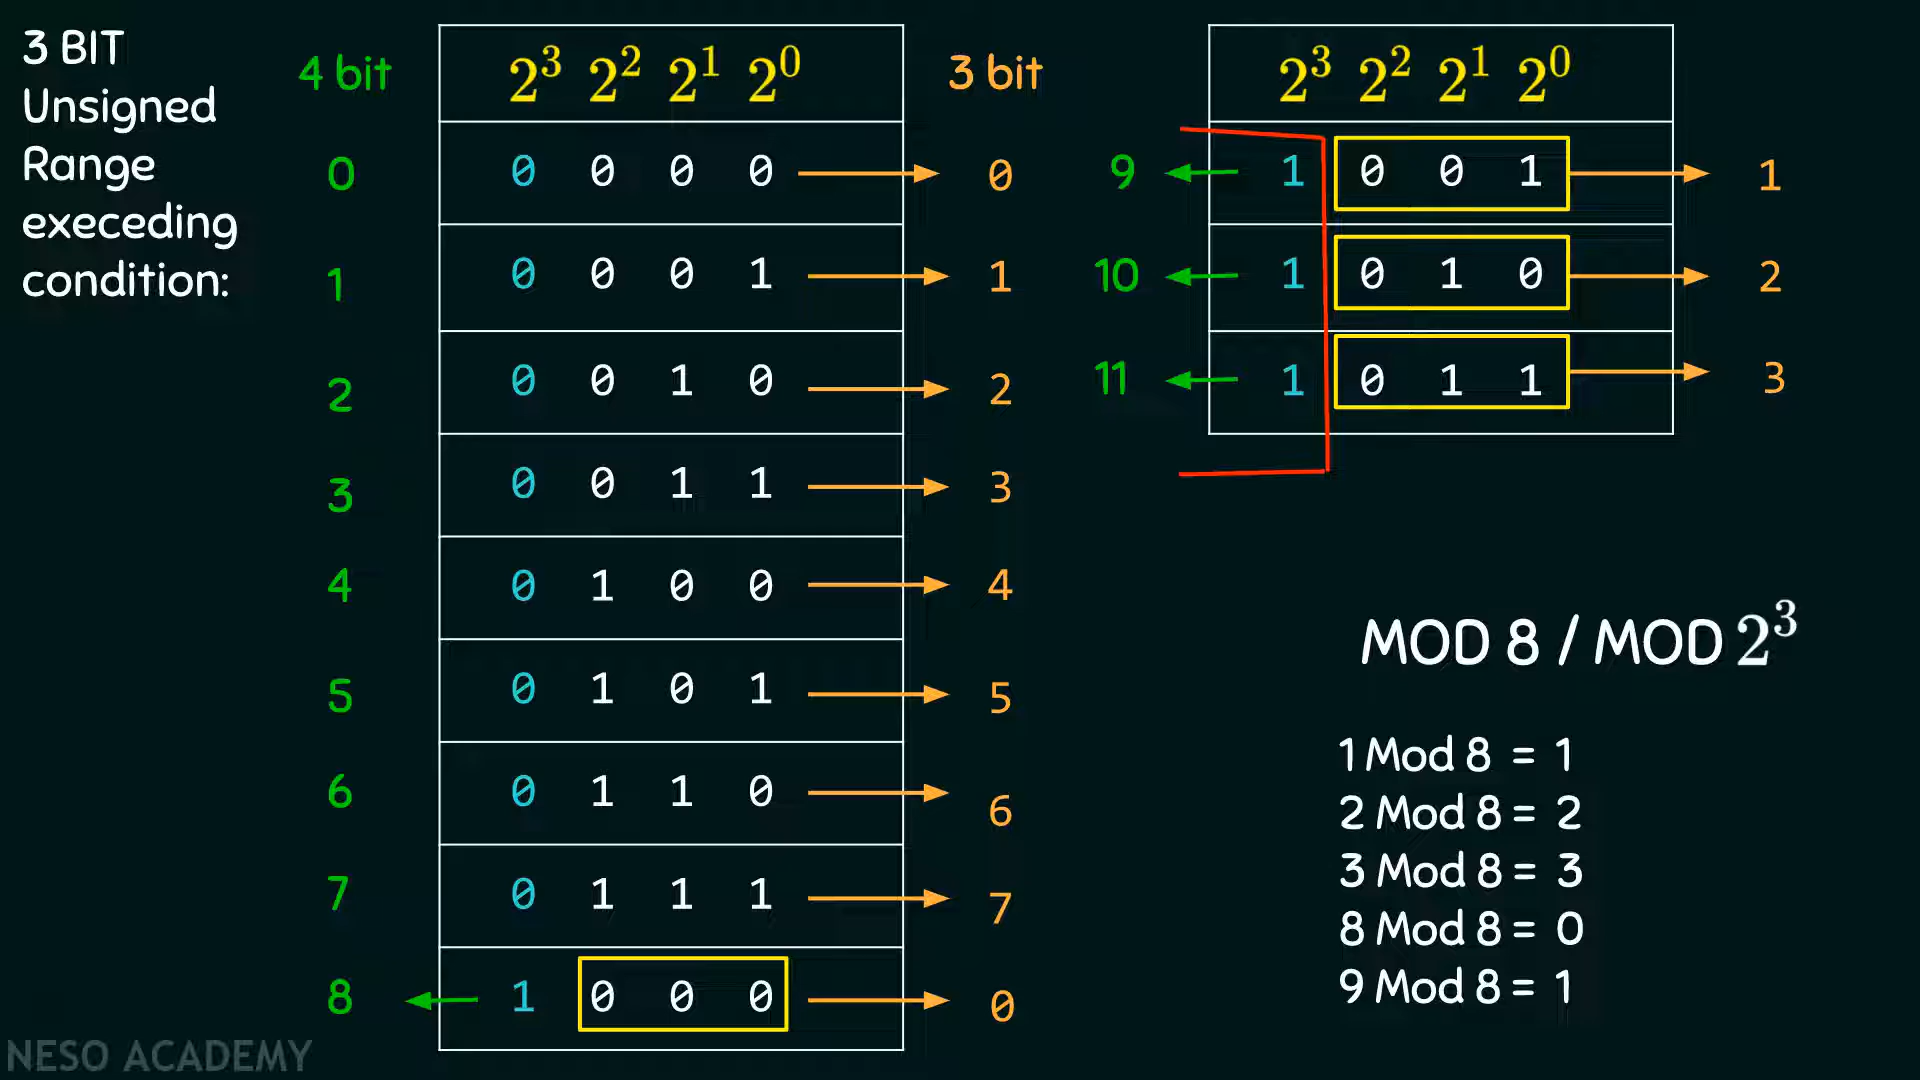 3 BIT
Unsigned
Range
execeding
condition:
4 bit 2³ 2² 2¹ 2⁰ 3 bit
0 0 0 0 0 0
1 0 0 0 1 1
2 0 0 1 0 2
3 0 0 1 1 3
4 0 1 0 0 4
5 0 1 0 1 5
6 0 1 1 0 6
7 0 1 1 1 7
8 1 0 0 0 0
2³ 2² 2¹ 2⁰
9 1 0 0 1 1
10 1 0 1 0 2
11 1 0 1 1 3
MOD 8 / MOD 2³
1 Mod 8 = 1
2 Mod 8 = 2
3 Mod 8 = 3
8 Mod 8 = 0
9 Mod 8 = 1
NESO ACADEMY